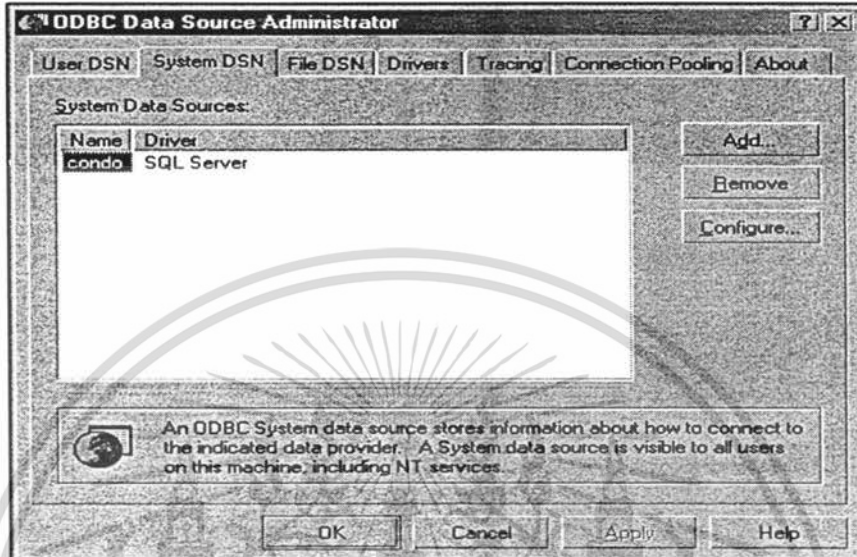 ODBC Data Source Administrator
User DSN System DSN File DSN Drivers Tracing Connection Pooling About
System Data Sources:
Name Driver
condo SQL Server
Add...
Remove
Configure...
An ODBC System data source stores information about how to connect to
the indicated data provider. A System data source is visible to all users
on this machine, including NT services.
OK Cancel Apply Help